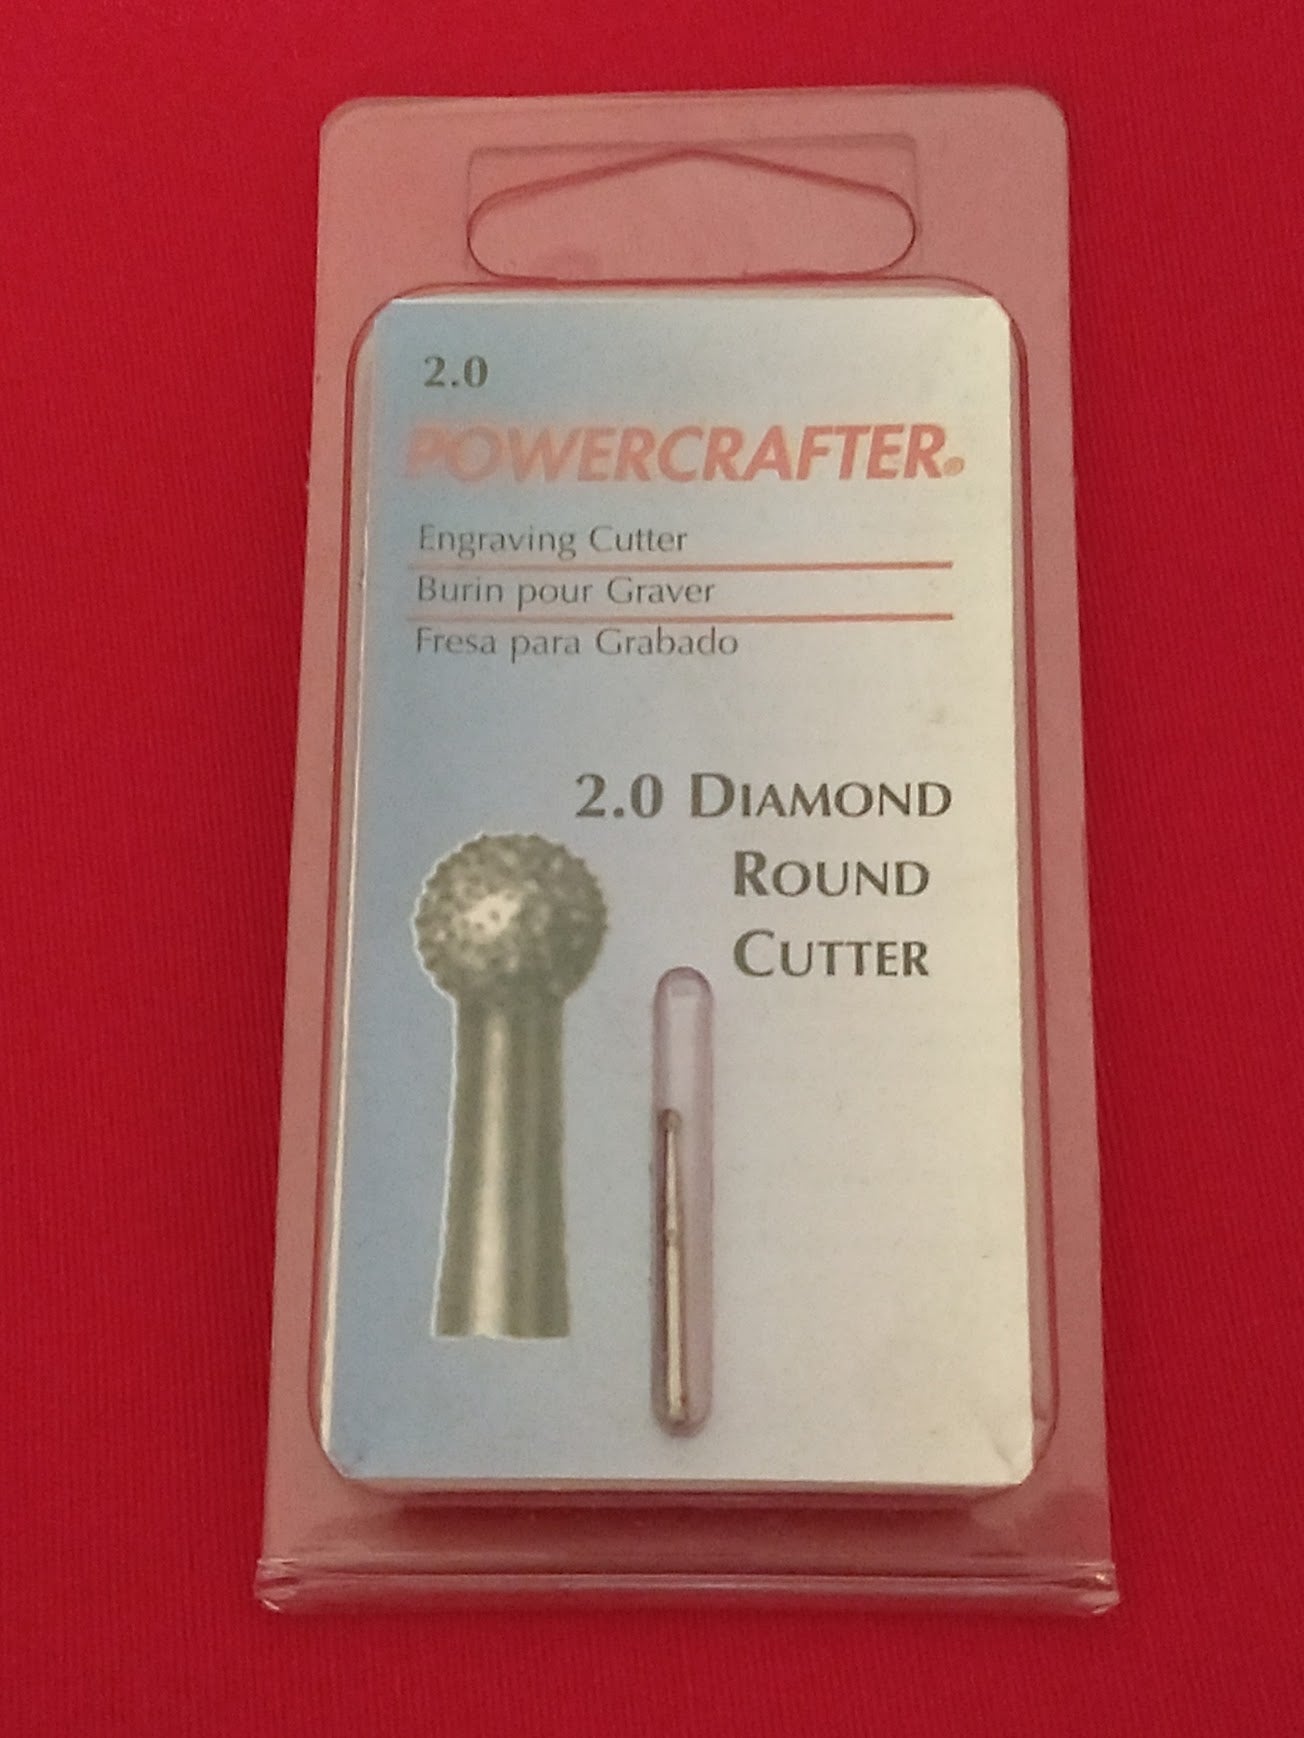 2.0
POWERCRAFTER®
Engraving Cutter
Burin pour Graver
Fresa para Grabado
2.0 DIAMOND
ROUND
CUTTER